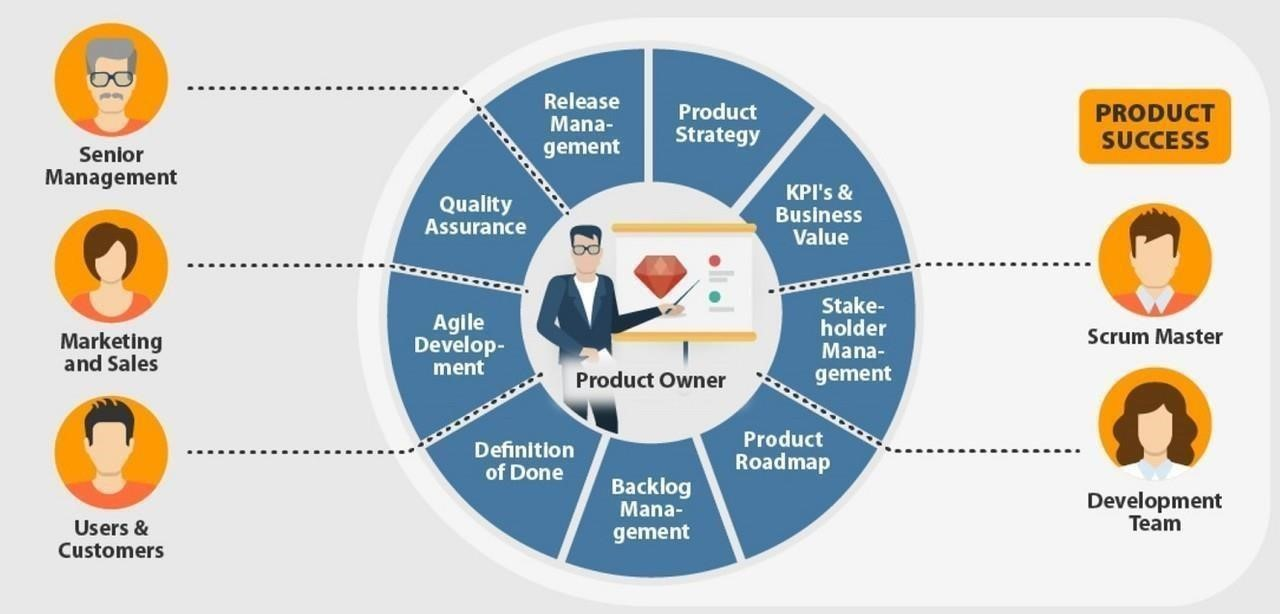 Senior
Management
Marketing
and Sales
Users &
Customers
Release
Mana-
gement
Product
Strategy
KPI's &
Business
Value
Stake-
holder
Mana-
gement
Product
Roadmap
Backlog
Mana-
gement
Definition
of Done
Agile
Develop-
ment
Quality
Assurance
Product Owner
PRODUCT
SUCCESS
Scrum Master
Development
Team